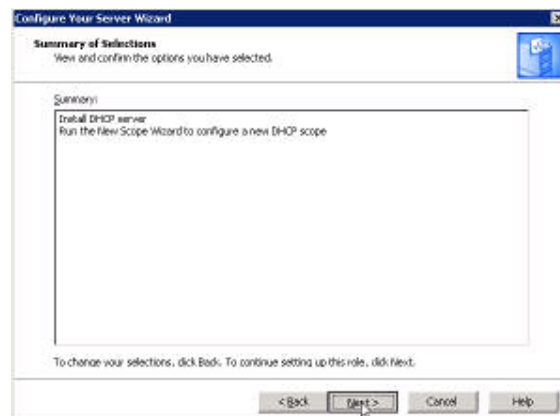 Configure Your Server Wizard
Summary of Selections
View and confirm the options you have selected.
Summary:
Install DHCP server
Run the New Scope Wizard to configure a new DHCP scope
To change your selections, click Back. To continue setting up this role, click Next.
< Back
Next >
Cancel
Help